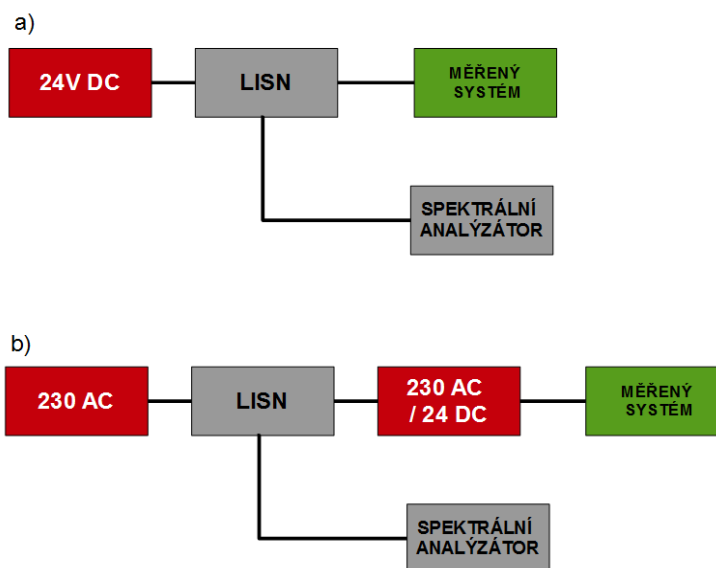 a)
24V DC
LISN
MĚŘENÝ
SYSTÉM
SPEKTRÁLNÍ
ANALÝZÁTOR
b)
230 AC
LISN
230 AC
/ 24 DC
MĚŘENÝ
SYSTÉM
SPEKTRÁLNÍ
ANALÝZÁTOR